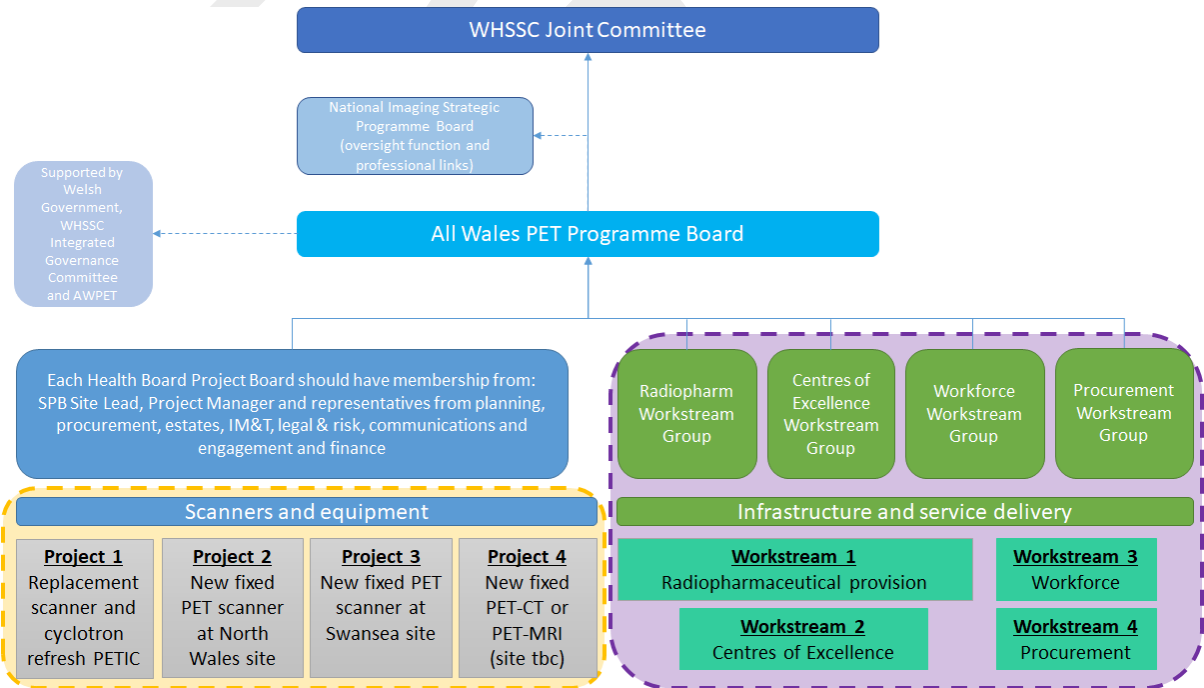 WHSSC Joint Committee
National Imaging Strategic
Programme Board
(oversight function and
professional links)
Supported by
Welsh
Government,
WHSSC
Integrated
Governance
Committee
and AWPET
All Wales PET Programme Board
Each Health Board Project Board should have membership from:
SPB Site Lead, Project Manager and representatives from planning,
procurement, estates, IM&T, legal & risk, communications and
engagement and finance
Radiopharm
Workstream
Group
Centres of
Excellence
Workstream
Group
Workforce
Workstream
Group
Procurement
Workstream
Group
Scanners and equipment
Project 1
Replacement
scanner and
cyclotron
refresh PETIC
Project 2
New fixed
PET scanner
at North
Wales site
Project 3
New fixed PET
scanner at
Swansea site
Project 4
New fixed
PET-CT or
PET-MRI
(site tbc)
Infrastructure and service delivery
Workstream 1
Radiopharmaceutical provision
Workstream 2
Centres of Excellence
Workstream 3
Workforce
Workstream 4
Procurement